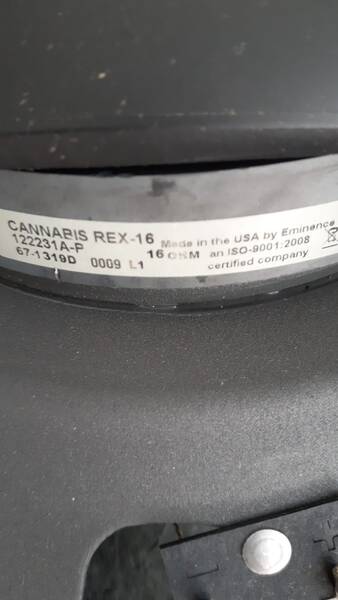 CANNABIS REX-16
122231A-P
67-1319D 0009 L1
16 OHM
Made in the USA by Eminence
an ISO-9001:2008
certified company